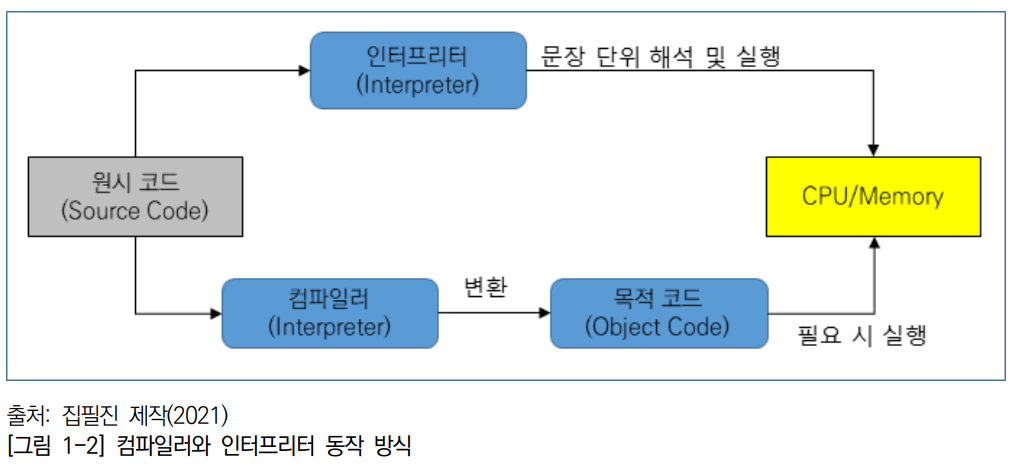 인터프리터
(Interpreter)
문장 단위 해석 및 실행
원시 코드
(Source Code)
CPU/Memory
컴파일러
(Interpreter)
변환
목적 코드
(Object Code)
필요 시 실행
출처: 집필진 제작(2021)
[그림 1-2] 컴파일러와 인터프리터 동작 방식